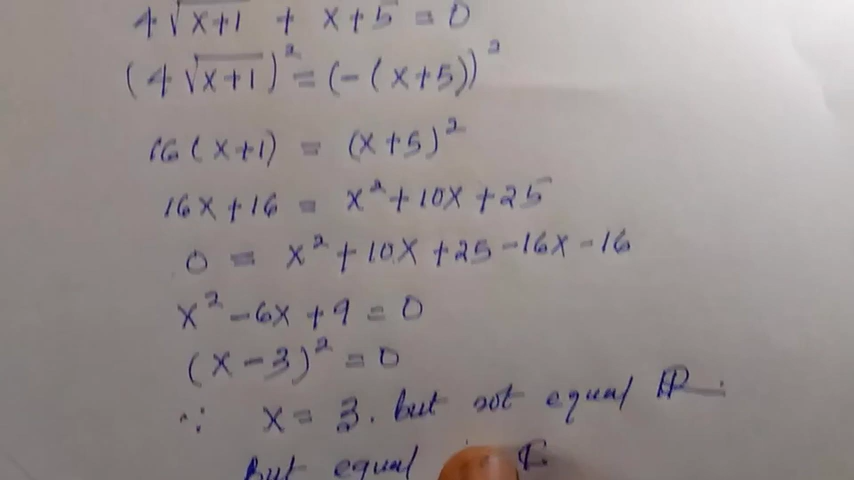 4√(x+1) + x+5 = 0
(4√(x+1))² = (-(x+5))²
16(x+1) = (x+5)²
16x+16 = x²+10x+25
0 = x²+10x+25-16x-16
x²-6x+9=0
(x-3)²=0
∴ x=3. but not equal ℝ.
But equal ℂ